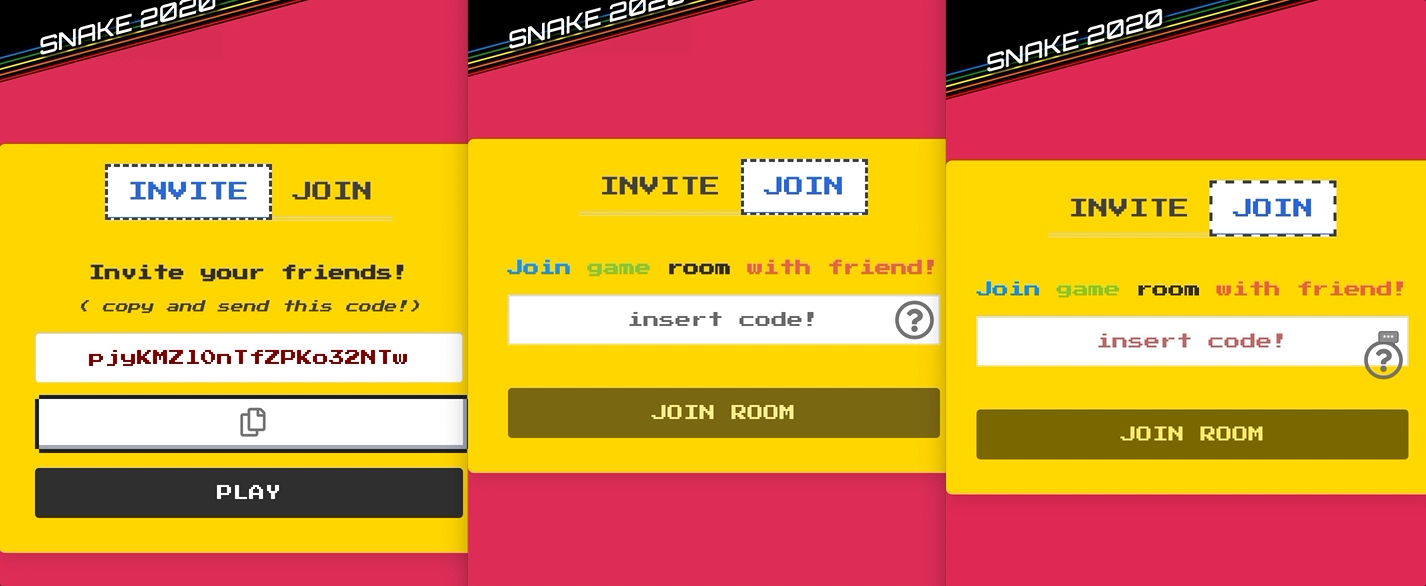 SNAKE 2020
INVITE JOIN
Invite your friends!
( copy and send this code!)
pjyKMZl0nTfZPKo32NTw
PLAY
SNAKE 2020
INVITE JOIN
Join game room with friend!
insert code!
?
JOIN ROOM
SNAKE 2020
INVITE JOIN
Join game room with friend!
insert code!
?
JOIN ROOM